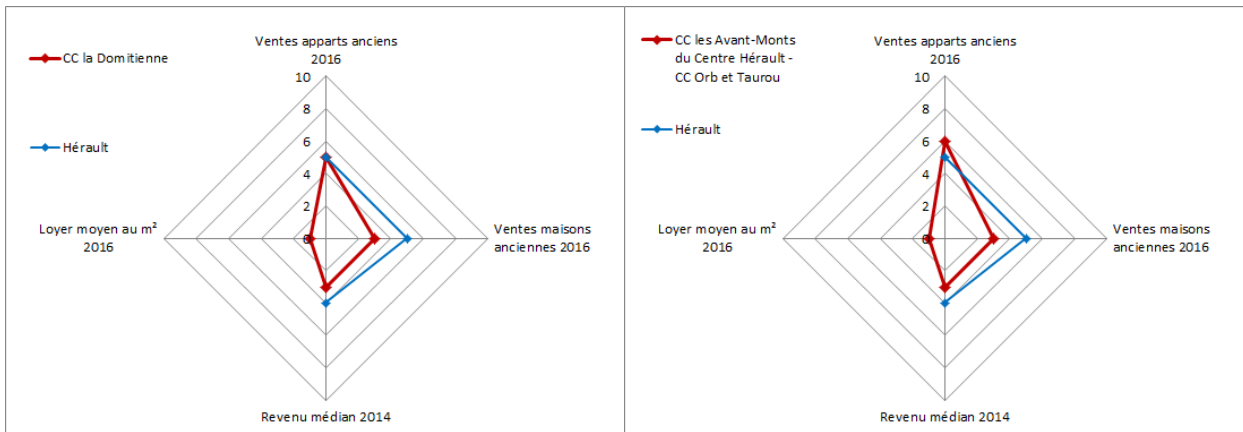 Ventes apparts anciens
2016
CC la Domitienne
Hérault
10
8
6
4
2
0
Loyer moyen au m²
2016
Ventes maisons
anciennes 2016
Revenu médian 2014
CC les Avant-Monts
du Centre Hérault -
CC Orb et Taurou
Ventes apparts anciens
2016
Hérault
10
8
6
4
2
0
Loyer moyen au m²
2016
Ventes maisons
anciennes 2016
Revenu médian 2014